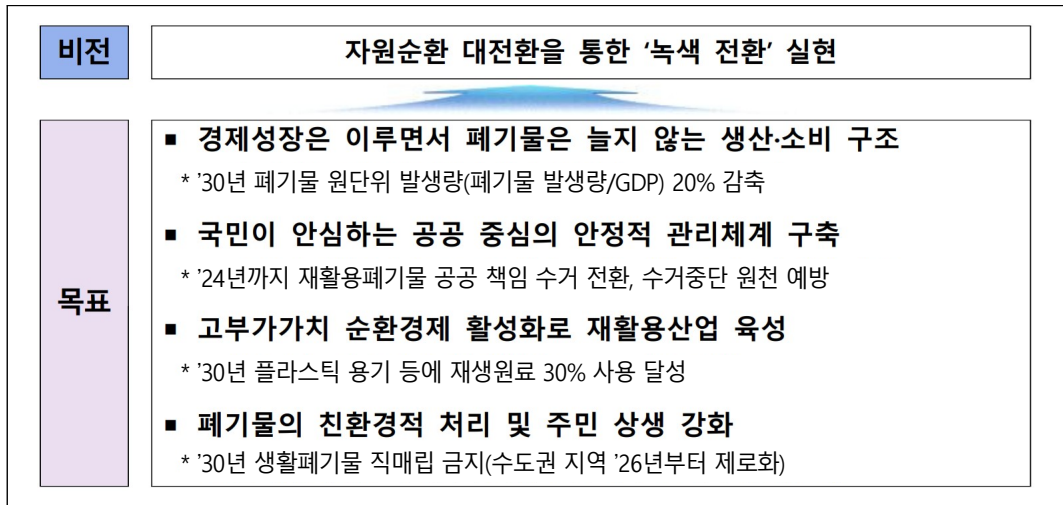 비전
자원순환 대전환을 통한 ‘녹색 전환’ 실현
목표
▪ 경제성장은 이루면서 폐기물은 늘지 않는 생산·소비 구조
* ’30년 폐기물 원단위 발생량(폐기물 발생량/GDP) 20% 감축
▪ 국민이 안심하는 공공 중심의 안정적 관리체계 구축
* ’24년까지 재활용폐기물 공공 책임 수거 전환, 수거중단 원천 예방
▪ 고부가가치 순환경제 활성화로 재활용산업 육성
* ’30년 플라스틱 용기 등에 재생원료 30% 사용 달성
▪ 폐기물의 친환경적 처리 및 주민 상생 강화
* ’30년 생활폐기물 직매립 금지(수도권 지역 ’26년부터 제로화)